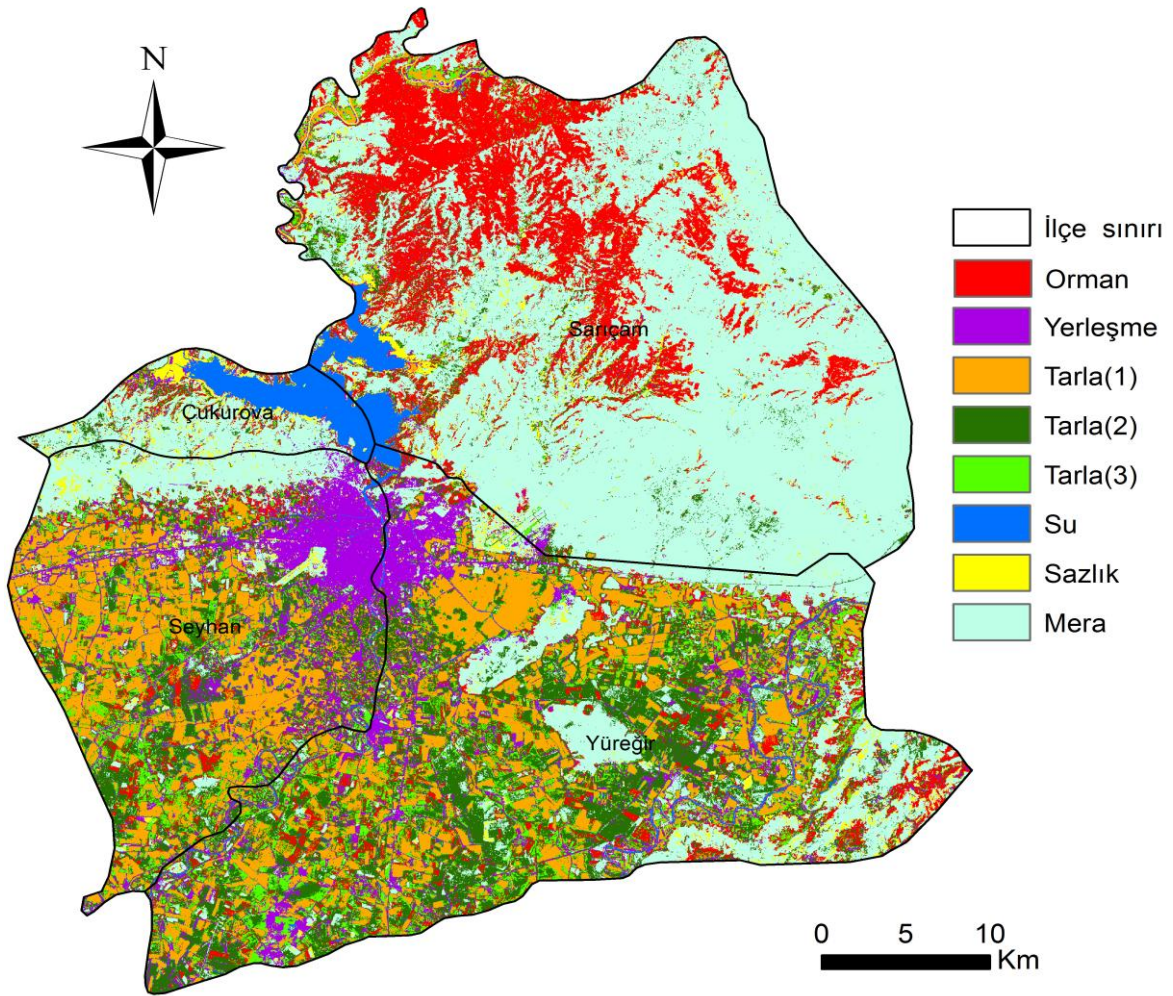 N
Sarıçam
Çukurova
Seyhan
Yüreğir
İlçe sınırı
Orman
Yerleşme
Tarla(1)
Tarla(2)
Tarla(3)
Su
Sazlık
Mera
0 5 10
Km